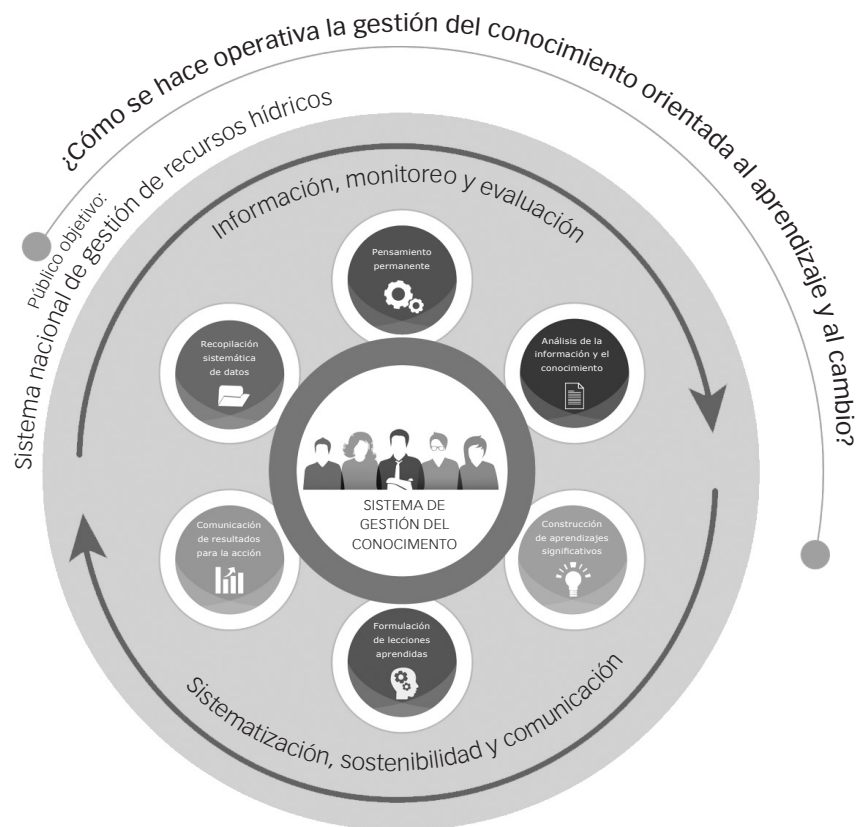 ¿Cómo se hace operativa la gestión del conocimiento orientada al aprendizaje y al cambio?
Público objetivo:
Sistema nacional de gestión de recursos hídricos
Información, monitoreo y evaluación
Pensamiento
permanente
Recopilación
sistemática
de datos
Análisis de la
información y el
conocimiento
SISTEMA DE
GESTIÓN DEL
CONOCIMENTO
Comunicación
de resultados
para la acción
Construcción
de aprendizajes
significativos
Formulación
de lecciones
aprendidas
Sistematización, sostenibilidad y comunicación